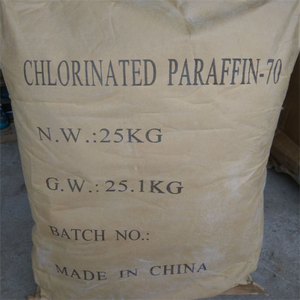 CHLORINATED PARAFFIN-70
N.W.:25KG
G.W.:25.1KG
BATCH NO.:
MADE IN CHINA